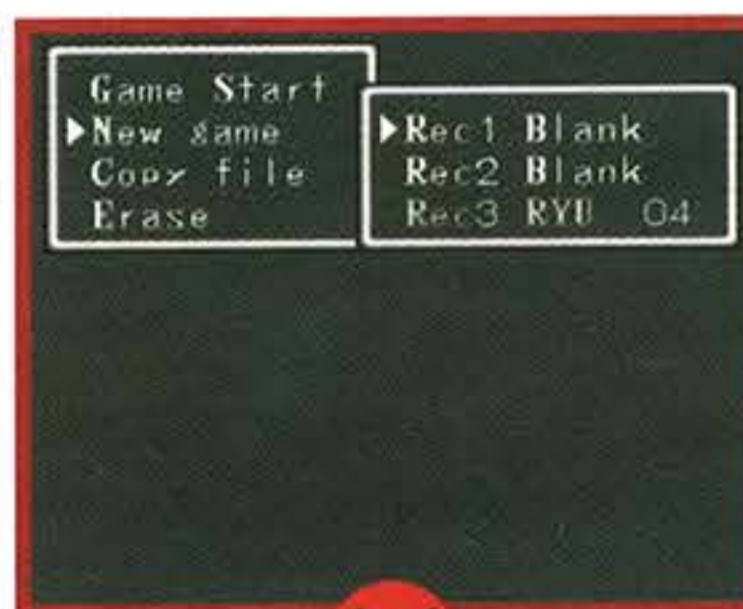 Game Start
▶New game
Copy file
Erase
▶Rec1 Blank
Rec2 Blank
Rec3 RYU 04